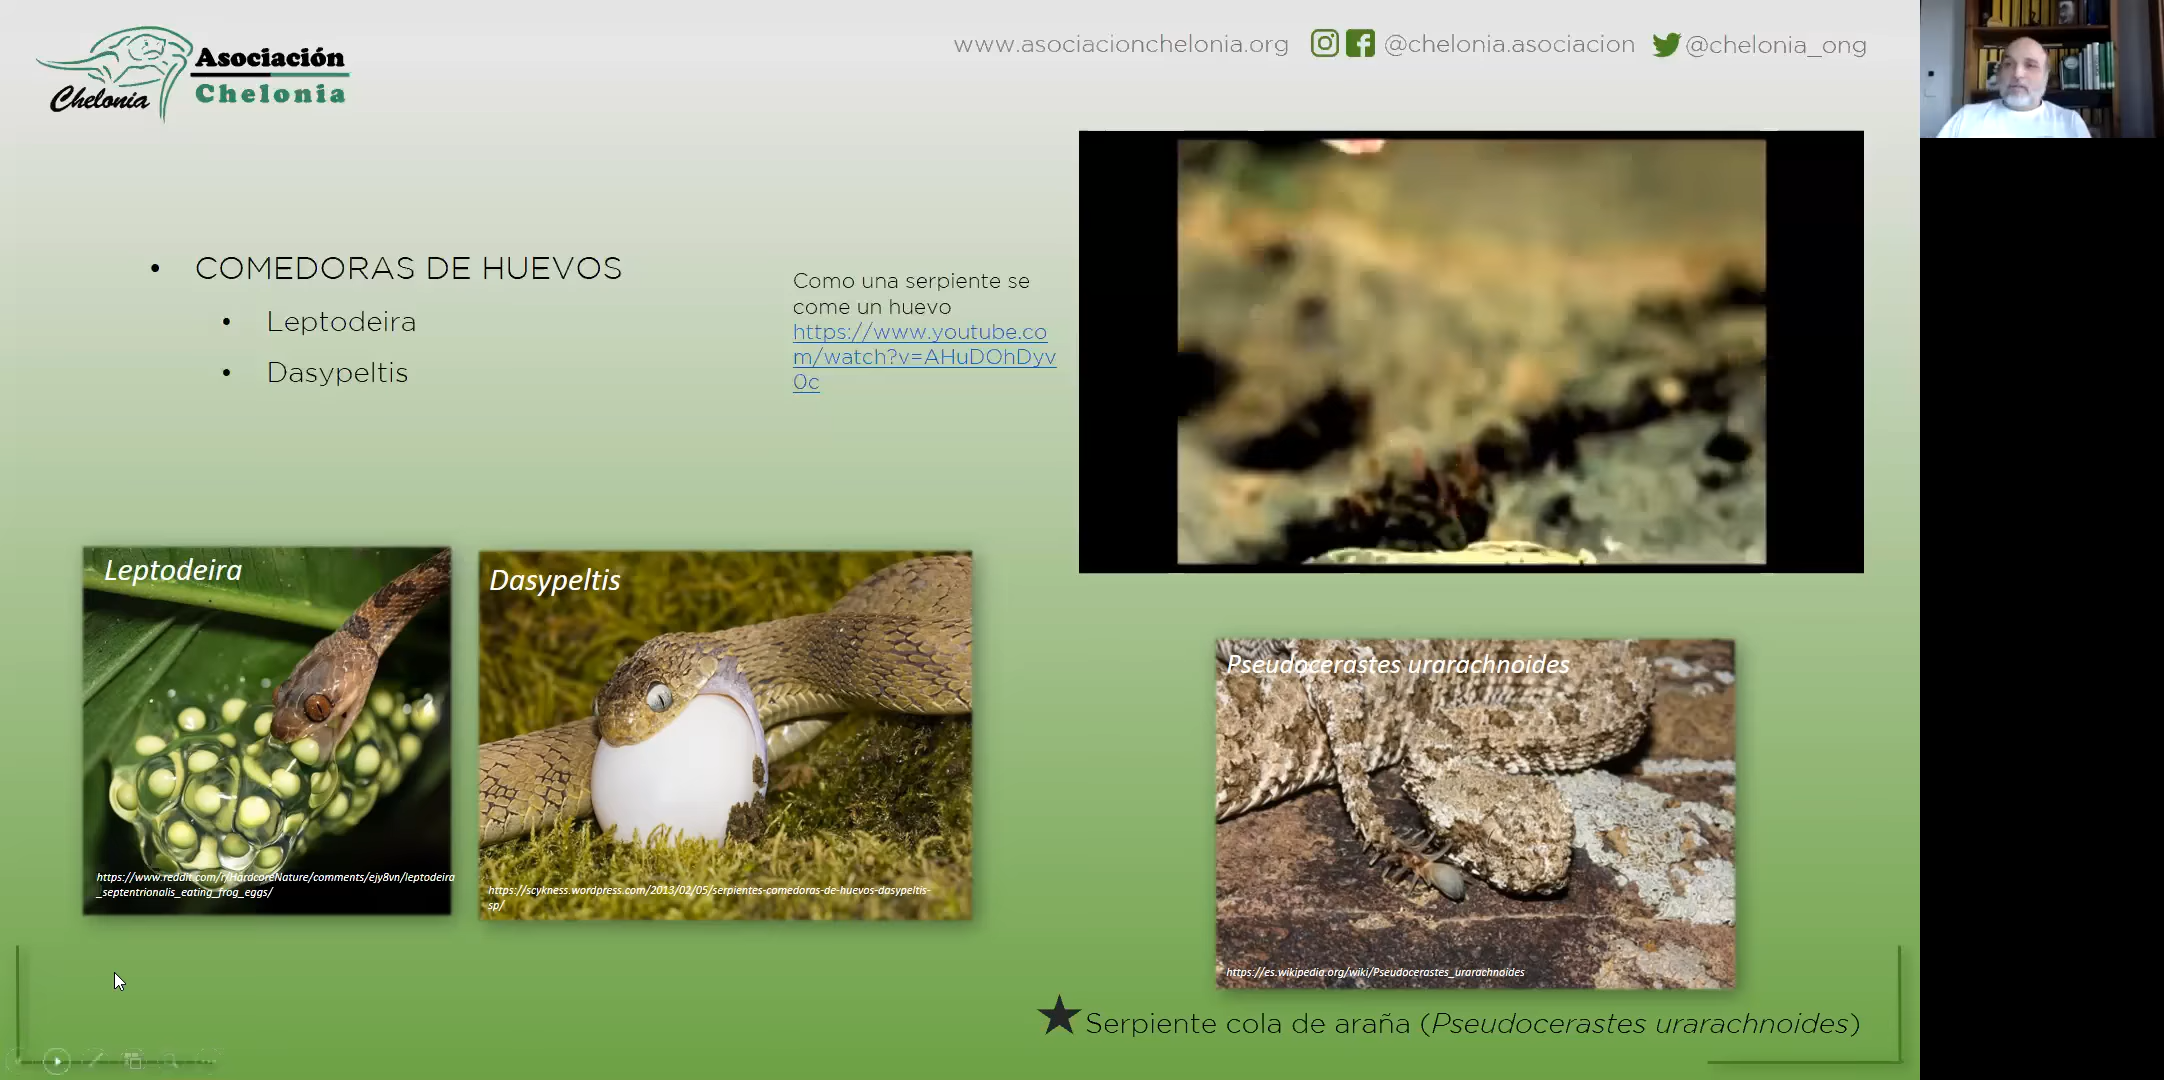 Chelonia
Asociación
Chelonia
www.asociacionchelonia.org @chelonia.asociacion @chelonia_ong
• COMEDORAS DE HUEVOS
• Leptodeira
• Dasypeltis
Como una serpiente se
come un huevo
https://www.youtube.co
m/watch?v=AHuDOhDyv
0c
Leptodeira
https://www.reddit.com/r/HardcoreNature/comments/ejy8vn/leptodeira
_septentrionalis_eating_frog_eggs/
Dasypeltis
https://scykness.wordpress.com/2013/02/05/serpientes-comedoras-de-huevos-dasypeltis-
sp/
Pseudocerastes urarachnoides
https://es.wikipedia.org/wiki/Pseudocerastes_urarachnoides
Serpiente cola de araña (Pseudocerastes urarachnoides)